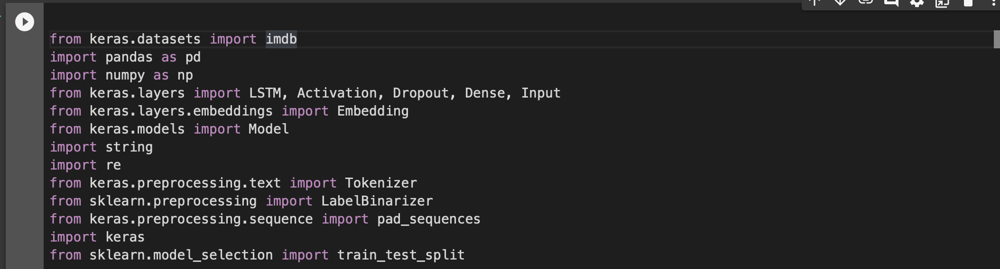 from keras.datasets import imdb
import pandas as pd
import numpy as np
from keras.layers import LSTM, Activation, Dropout, Dense, Input
from keras.layers.embeddings import Embedding
from keras.models import Model
import string
import re
from keras.preprocessing.text import Tokenizer
from sklearn.preprocessing import LabelBinarizer
from keras.preprocessing.sequence import pad_sequences
import keras
from sklearn.model_selection import train_test_split